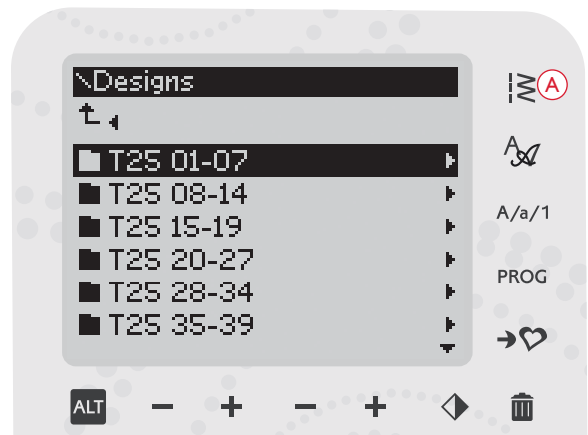 \Designs
T25 01-07
T25 08-14
T25 15-19
T25 20-27
T25 28-34
T25 35-39
A
AA
A/a/1
PROG
ALT
− + − +